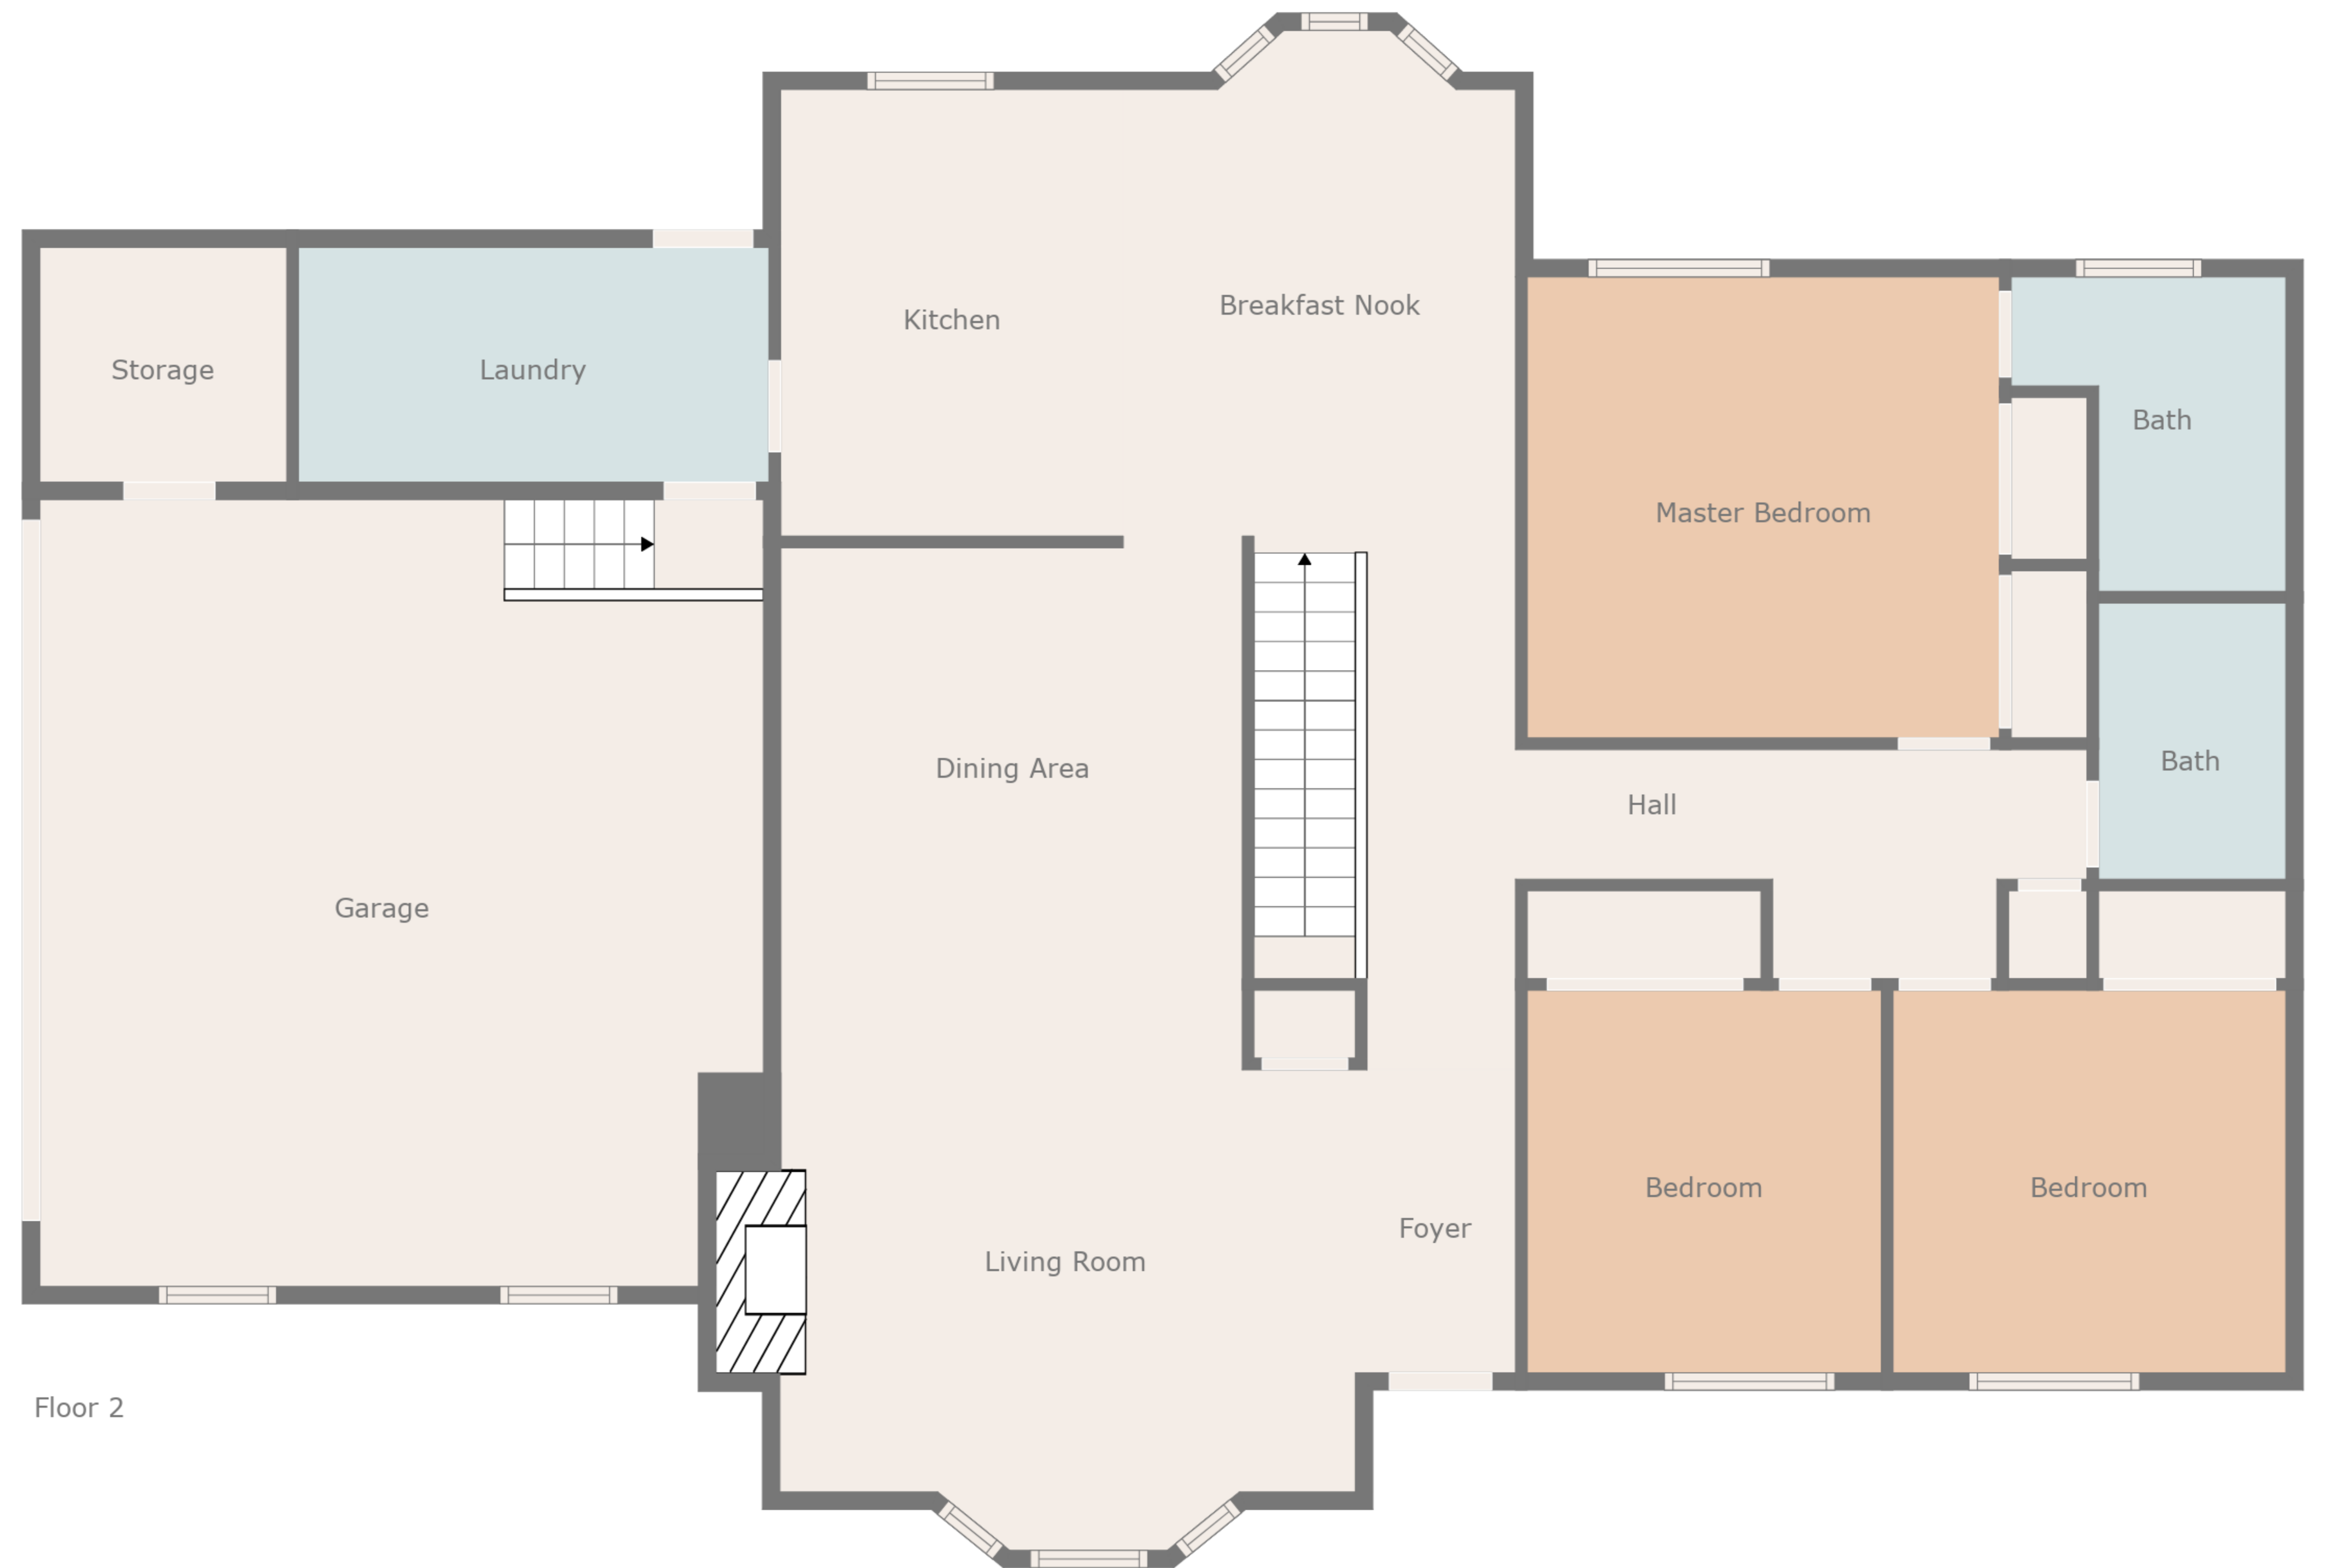 Breakfast Nook
Kitchen
Storage
Laundry
Bath
Master Bedroom
Bath
Dining Area
Hall
Garage
Bedroom
Bedroom
Foyer
Living Room
Floor 2